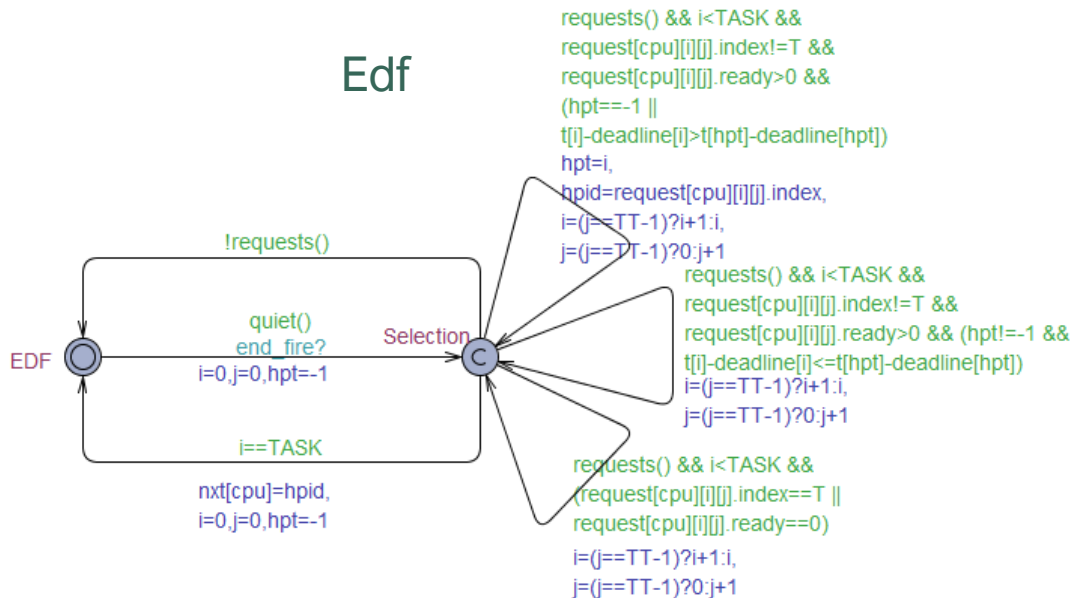 Edf
requests() && i<TASK &&
request[cpu][i][j].index!=T &&
request[cpu][i][j].ready>0 &&
(hpt==-1 ||
t[i]-deadline[i]>t[hpt]-deadline[hpt])
hpt=i,
hpid=request[cpu][i][j].index,
i=(j==TT-1)?i+1:i,
j=(j==TT-1)?0:j+1
!requests()
quiet()
end_fire?
i=0,j=0,hpt=-1
EDF
Selection
C
requests() && i<TASK &&
request[cpu][i][j].index!=T &&
request[cpu][i][j].ready>0 && (hpt!=-1 &&
t[i]-deadline[i]<=t[hpt]-deadline[hpt])
i=(j==TT-1)?i+1:i,
j=(j==TT-1)?0:j+1
i==TASK
nxt[cpu]=hpid,
i=0,j=0,hpt=-1
requests() && i<TASK &&
(request[cpu][i][j].index==T ||
request[cpu][i][j].ready==0)
i=(j==TT-1)?i+1:i,
j=(j==TT-1)?0:j+1